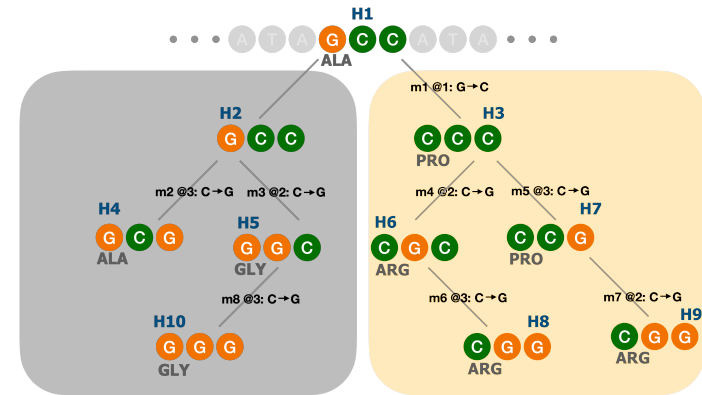 H1
• • • A T A G C C A T A • • •
ALA
m1 @1: G→C
H2
G C C
H3
C C C
PRO
m2 @3: C→G
m3 @2: C→G
m4 @2: C→G
m5 @3: C→G
H4
G C G
ALA
H5
G G C
GLY
H6
C G C
ARG
H7
C C G
PRO
m8 @3: C→G
m6 @3: C→G
m7 @2: C→G
H10
G G G
GLY
H8
C G G
ARG
H9
C G G
ARG